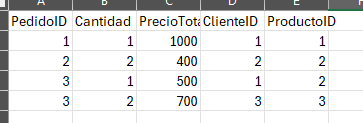 A B C D E
PedidoID Cantidad PrecioTota ClienteID ProductoID
1 1 1000 1 1
2 2 400 2 2
3 1 500 1 2
3 2 700 3 3